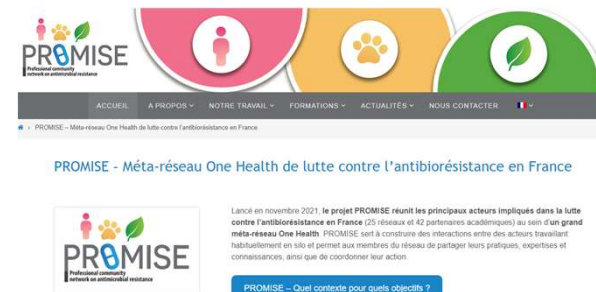 PROMISE
Professional community
network on antimicrobial resistance
ACCUEIL A PROPOS NOTRE TRAVAIL FORMATIONS ACTUALITÉS NOUS CONTACTER
» PROMISE – Méta-réseau One Health de lutte contre l'antibiorésistance en France
PROMISE - Méta-réseau One Health de lutte contre l'antibiorésistance en France
Lancé en novembre 2021, le projet PROMISE réunit les principaux acteurs impliqués dans la lutte
contre l'antibiorésistance en France (25 réseaux et 42 partenaires académiques) au sein d'un grand
méta-réseau One Health. PROMISE sert à construire des interactions entre des acteurs travaillant
habituellement en silo et permet aux membres du réseau de partager leurs pratiques, expertises et
connaissances, ainsi que de coordonner leur action.
PROMISE
Professional community
network on antimicrobial resistance
PROMISE – Quel contexte pour quels objectifs ?